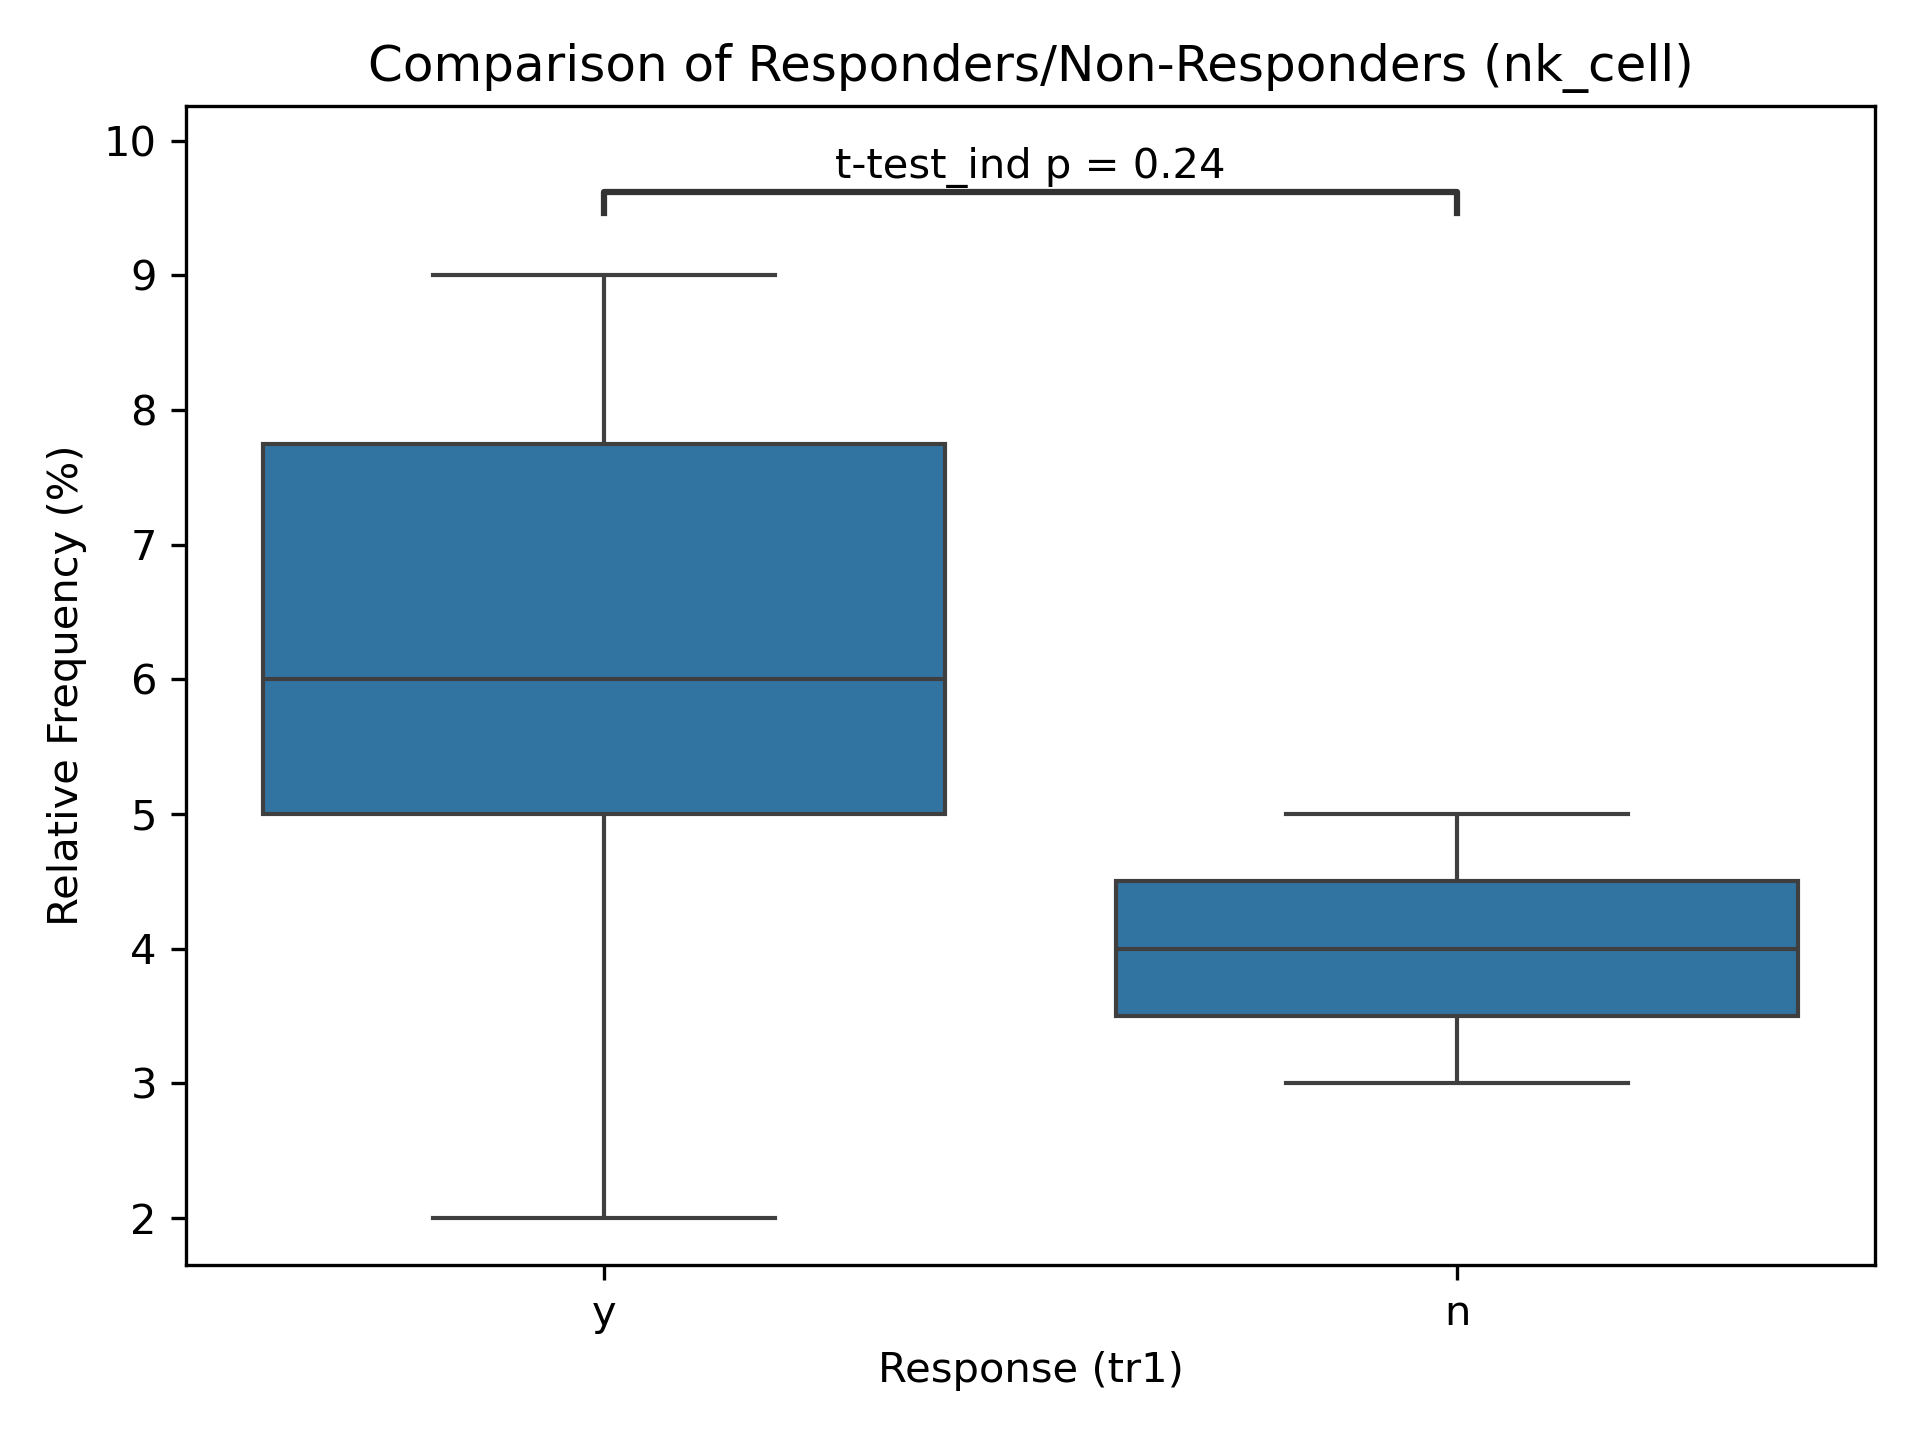 Comparison of Responders/Non-Responders (nk_cell)
t-test_ind p = 0.24
10
9
8
7
6
5
4
3
2
Relative Frequency (%)
y
n
Response (tr1)